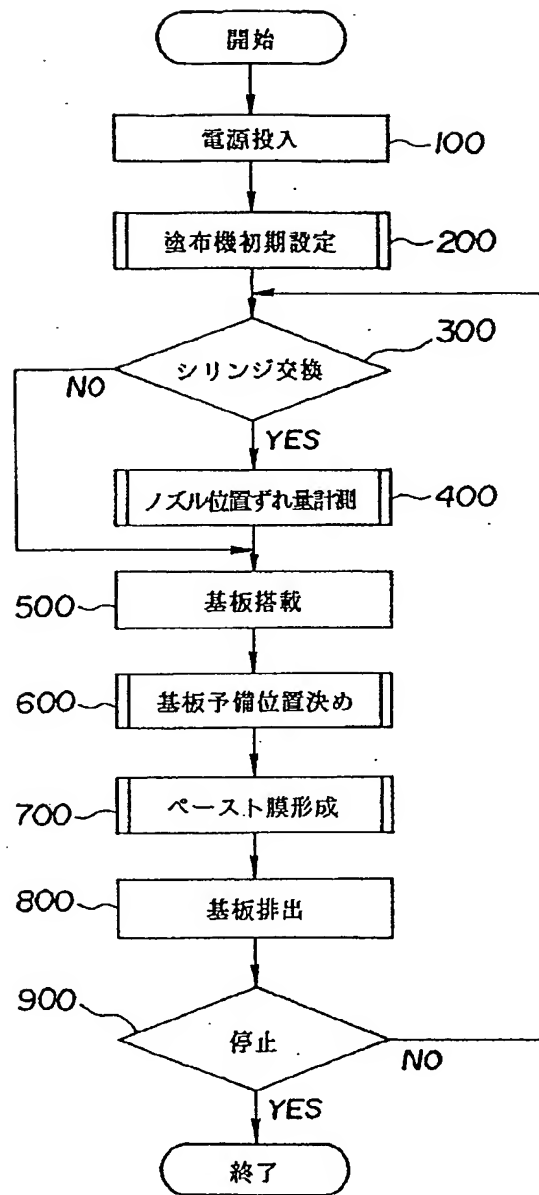 開始
電源投入
100
塗布機初期設定
200
シリンジ交換
300
NO
YES
ノズル位置ずれ量計測
400
500
基板搭載
600
基板予備位置決め
700
ペースト膜形成
800
基板排出
900
停止
NO
YES
終了